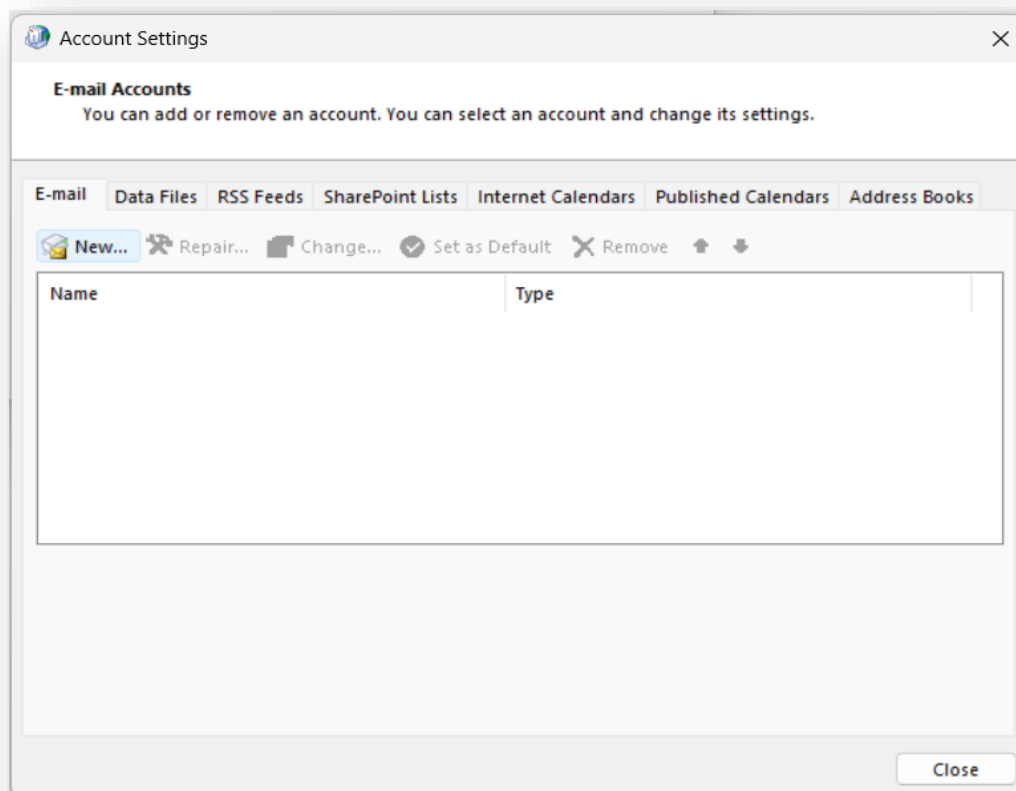 Account Settings
E-mail Accounts
You can add or remove an account. You can select an account and change its settings.
E-mail Data Files RSS Feeds SharePoint Lists Internet Calendars Published Calendars Address Books
New... Repair... Change... Set as Default Remove
Name Type
Close